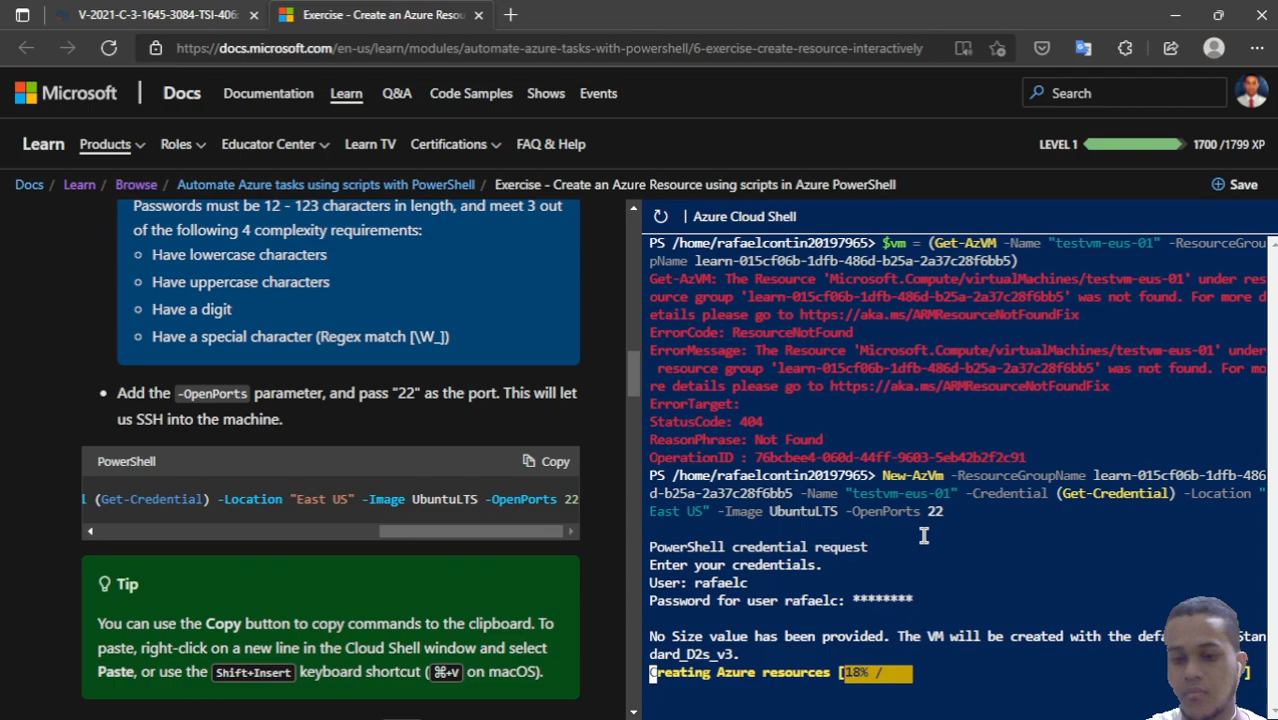 V-2021-C-3-1645-3084-TSI-406:
Exercise - Create an Azure Resou
https://docs.microsoft.com/en-us/learn/modules/automate-azure-tasks-with-powershell/6-exercise-create-resource-interactively
Microsoft
Docs
Documentation
Learn
Q&A
Code Samples
Shows
Events
Search
Learn
Products
Roles
Educator Center
Learn TV
Certifications
FAQ & Help
LEVEL 1
1700 /1799 XP
Docs / Learn / Browse / Automate Azure tasks using scripts with PowerShell / Exercise - Create an Azure Resource using scripts in Azure PowerShell
Save
Passwords must be 12 - 123 characters in length, and meet 3 out
of the following 4 complexity requirements:
Have lowercase characters
Have uppercase characters
Have a digit
Have a special character (Regex match [\W_])
Add the -OpenPorts parameter, and pass "22" as the port. This will let
us SSH into the machine.
PowerShell
Copy
l (Get-Credential) -Location "East US" -Image UbuntuLTS -OpenPorts 22
Tip
You can use the Copy button to copy commands to the clipboard. To
paste, right-click on a new line in the Cloud Shell window and select
Paste, or use the Shift+Insert keyboard shortcut (⌘+V on macOS).
Azure Cloud Shell
PS /home/rafaelcontin20197965> $vm = (Get-AzVM -Name "testvm-eus-01" -ResourceGrou
pName learn-015cf06b-1dfb-486d-b25a-2a37c28f6bb5)
Get-AzVM: The Resource 'Microsoft.Compute/virtualMachines/testvm-eus-01' under res
ource group 'learn-015cf06b-1dfb-486d-b25a-2a37c28f6bb5' was not found. For more d
etails please go to https://aka.ms/ARMResourceNotFoundFix
ErrorCode: ResourceNotFound
ErrorMessage: The Resource 'Microsoft.Compute/virtualMachines/testvm-eus-01' under
resource group 'learn-015cf06b-1dfb-486d-b25a-2a37c28f6bb5' was not found. For mo
re details please go to https://aka.ms/ARMResourceNotFoundFix
ErrorTarget:
StatusCode: 404
ReasonPhrase: Not Found
OperationID : 76bcbee4-060d-44ff-9603-5eb42b2f2c91
PS /home/rafaelcontin20197965> New-AzVm -ResourceGroupName learn-015cf06b-1dfb-486
d-b25a-2a37c28f6bb5 -Name "testvm-eus-01" -Credential (Get-Credential) -Location "
East US" -Image UbuntuLTS -OpenPorts 22
PowerShell credential request
Enter your credentials.
User: rafaelc
Password for user rafaelc: ********
No Size value has been provided. The VM will be created with the default size Stan
dard_D2s_v3.
Creating Azure resources [18% / ]